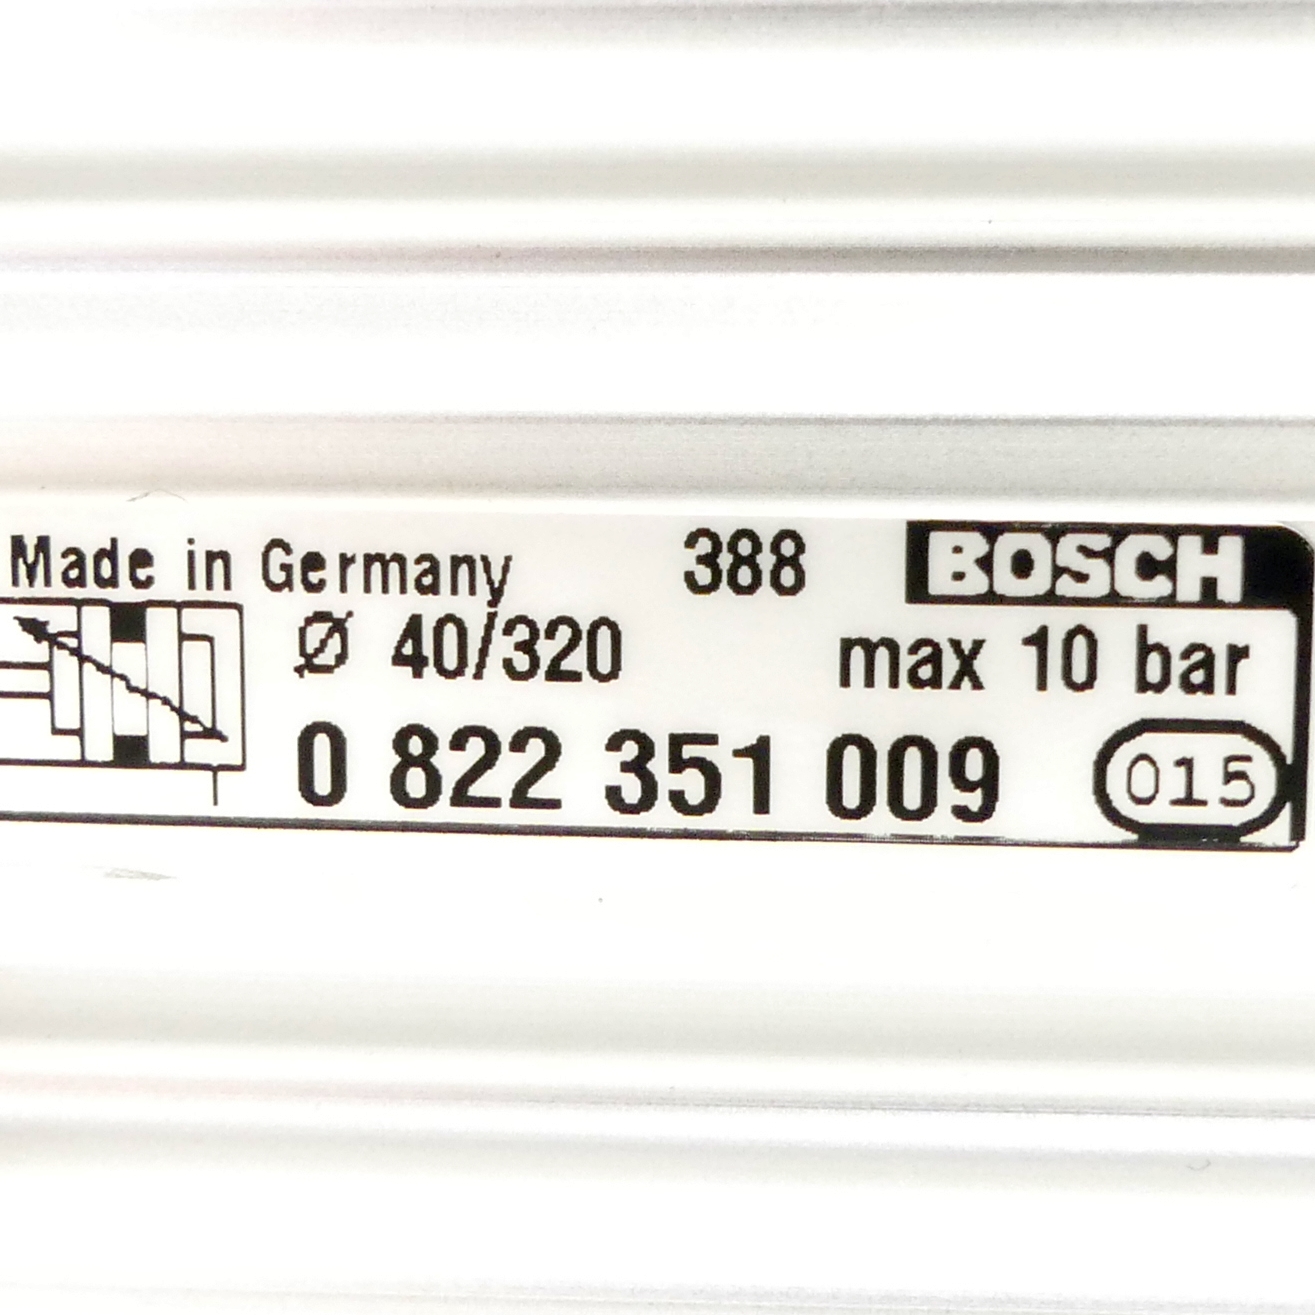 Made in Germany 388 BOSCH
Ø 40/320 max 10 bar
0 822 351 009 015